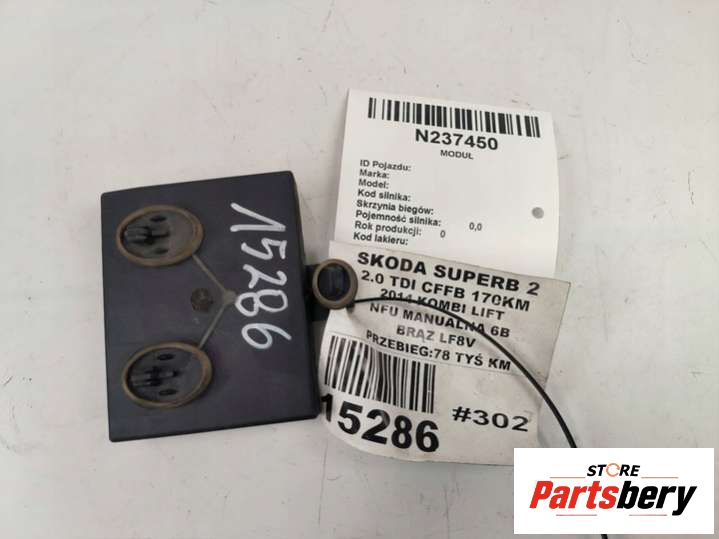 N237450
MODUŁ
ID Pojazdu:
Marka:
Model:
Kod silnika:
Skrzynia biegów:
Pojemność silnika: 0,0
Rok produkcji: 0
Kod lakieru:
SKODA SUPERB 2
2.0 TDI CFFB 170KM
2014 KOMBI LIFT
NFU MANUALNA 6B
BRĄZ LF8V
PRZEBIEG:78 TYŚ KM
15286 #302
15286
STORE
Partsbery